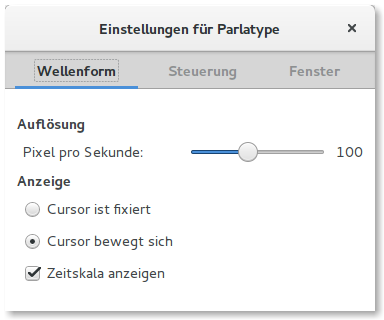 Einstellungen für Parlatype
Wellenform Steuerung Fenster
Auflösung
Pixel pro Sekunde: 100
Anzeige
Cursor ist fixiert
Cursor bewegt sich
Zeitskala anzeigen